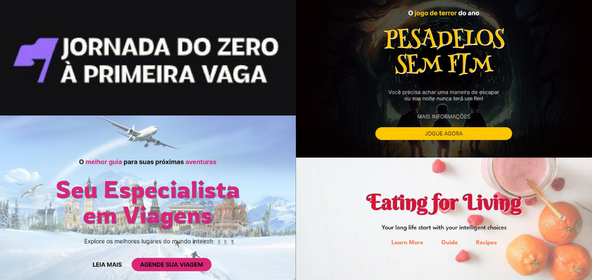 JORNADA DO ZERO
À PRIMEIRA VAGA
O melhor guia para suas próximas aventuras
Seu Especialista
em Viagens
Explore os melhores lugares do mundo inteiro!
LEIA MAIS
AGENDE SUA VIAGEM
O jogo de terror do ano
PESADELOS
SEM FIM
Você precisa achar uma maneira de escapar
ou sua noite nunca terá um fim!
MAIS INFORMAÇÕES
JOGUE AGORA
Eating for Living
Your long life start with your inteligent choices
Learn More
Guide
Recipes